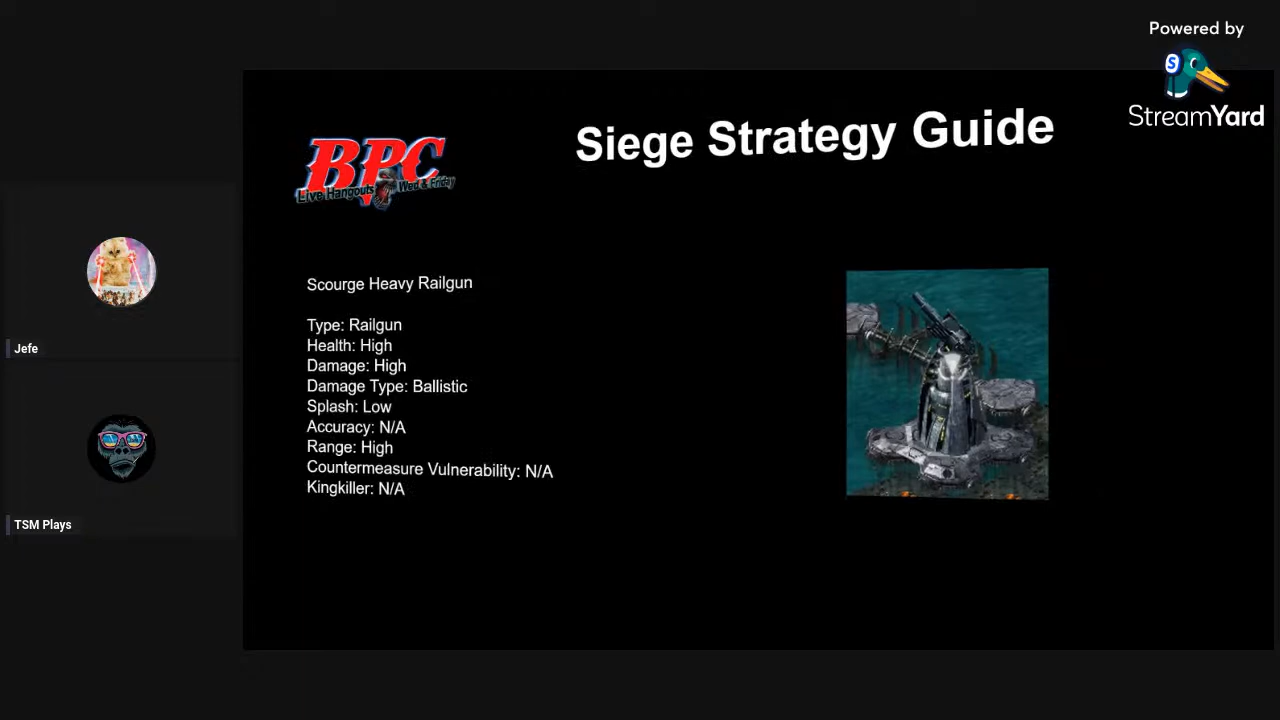 Powered by
StreamYard
Siege Strategy Guide
BPC
Live Hangouts Wed & Friday
Scourge Heavy Railgun
Type: Railgun
Health: High
Damage: High
Damage Type: Ballistic
Splash: Low
Accuracy: N/A
Range: High
Countermeasure Vulnerability: N/A
Kingkiller: N/A
Jefe
TSM Plays